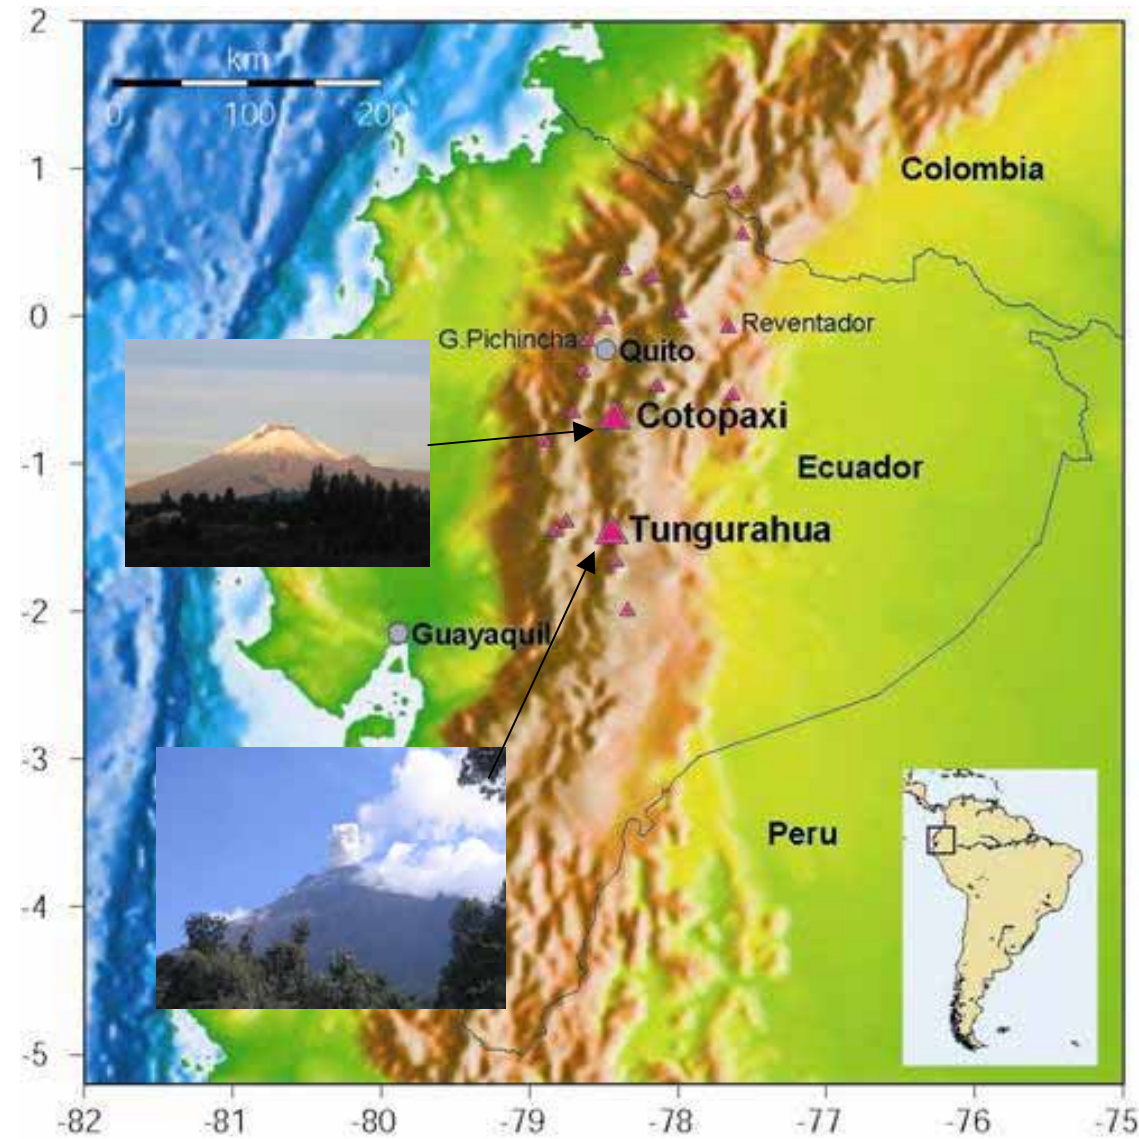 2
km
0 100 200
1
Colombia
0
G.Pichincha
Reventador
Quito
Cotopaxi
-1
Ecuador
Tungurahua
-2
Guayaquil
-3
Peru
-4
-5
-82 -81 -80 -79 -78 -77 -76 -75